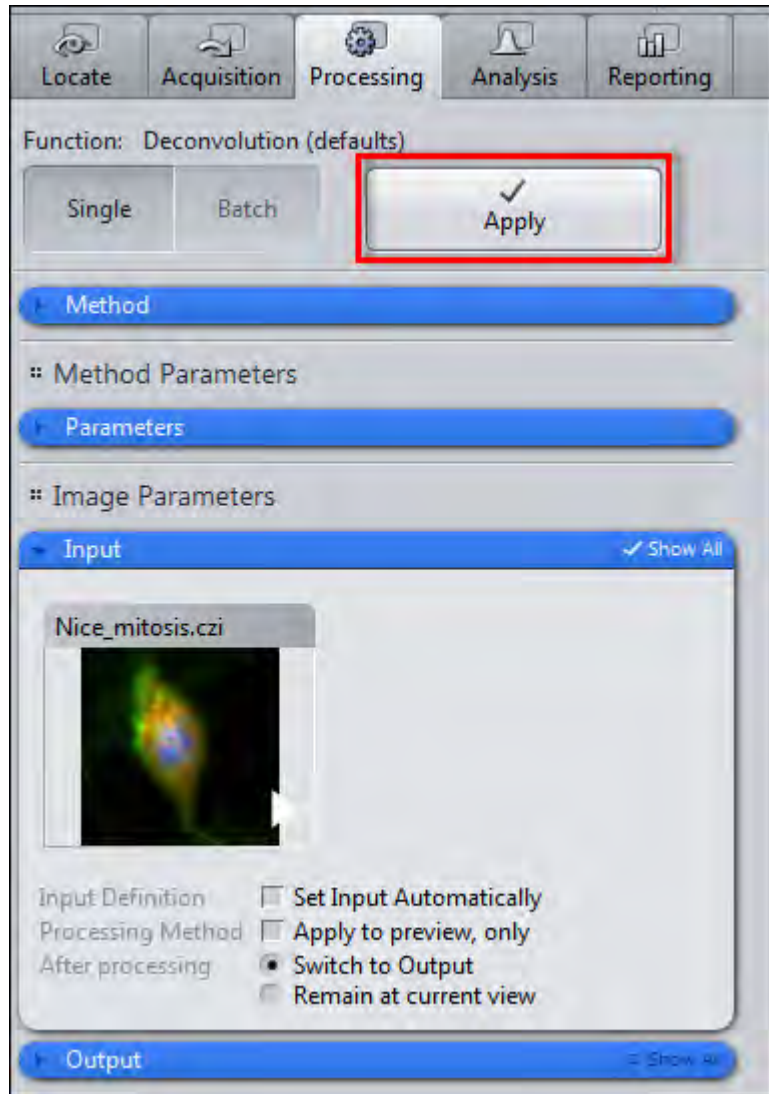 Locate Acquisition Processing Analysis Reporting
Function: Deconvolution (defaults)
Single Batch Apply
Method
Method Parameters
Parameters
Image Parameters
Input Show All
Nice_mitosis.czi
Input Definition Set Input Automatically
Processing Method Apply to preview, only
After processing Switch to Output
Remain at current view
Output Show All